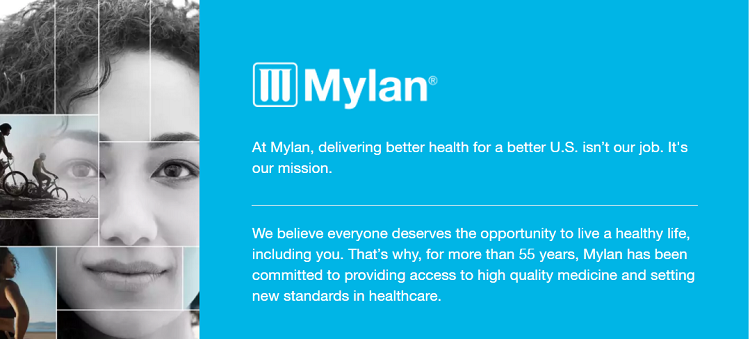 Mylan®
At Mylan, delivering better health for a better U.S. isn't our job. It's
our mission.
We believe everyone deserves the opportunity to live a healthy life,
including you. That's why, for more than 55 years, Mylan has been
committed to providing access to high quality medicine and setting
new standards in healthcare.